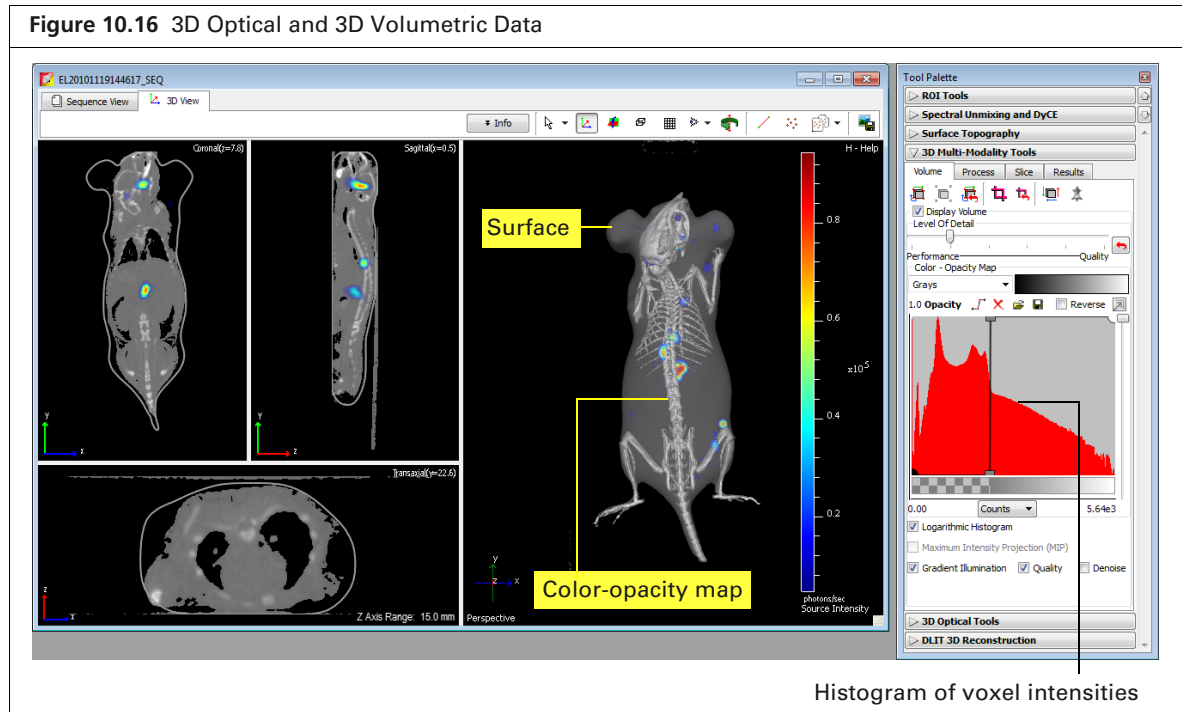 Figure 10.16 3D Optical and 3D Volumetric Data
EL20101119144617_SEQ
Sequence View
3D View
Info
Coronal(z=7.8)
Sagittal(x=0.5)
H - Help
Surface
0.8
0.6
x10^5
0.4
0.2
y
x
y
z
Transaxial(y=22.6)
z
x
Z Axis Range: 15.0 mm
y
z
x
Perspective
Color-opacity map
photons/sec
Source Intensity
Tool Palette
ROI Tools
Spectral Unmixing and DyCE
Surface Topography
3D Multi-Modality Tools
Volume
Process
Slice
Results
Display Volume
Level Of Detail
Performance
Quality
Color - Opacity Map
Grays
1.0 Opacity
Reverse
0.00
Counts
5.64e3
Logarithmic Histogram
Maximum Intensity Projection (MIP)
Gradient Illumination
Quality
Denoise
3D Optical Tools
DLIT 3D Reconstruction
Histogram of voxel intensities